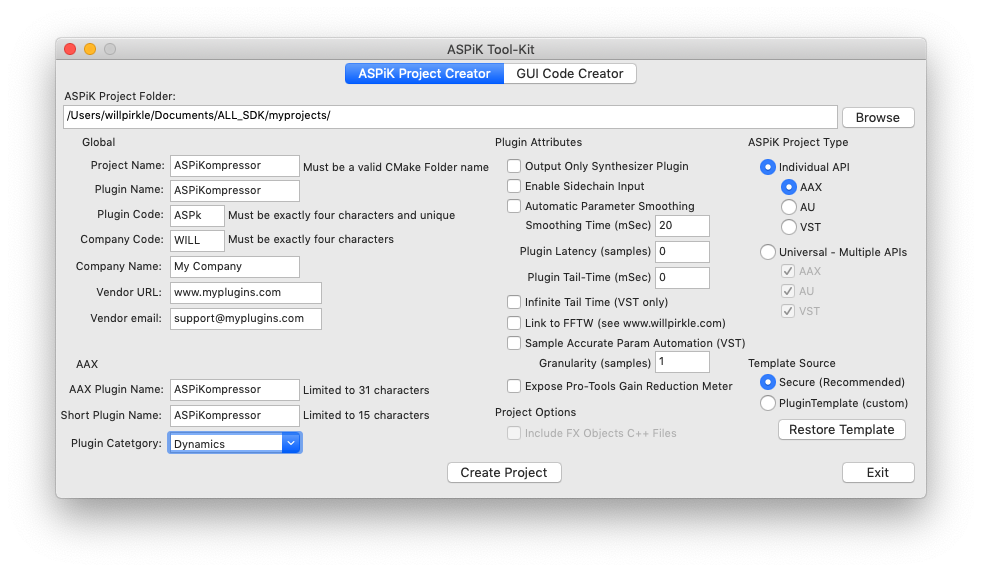 ASPiK Tool-Kit
ASPiK Project Creator
GUI Code Creator
ASPiK Project Folder:
/Users/willpirkle/Documents/ALL_SDK/myprojects/
Browse
Global
Project Name: ASPiKompressor Must be a valid CMake Folder name
Plugin Name: ASPiKompressor
Plugin Code: ASPk Must be exactly four characters and unique
Company Code: WILL Must be exactly four characters
Company Name: My Company
Vendor URL: www.myplugins.com
Vendor email: support@myplugins.com
AAX
AAX Plugin Name: ASPiKompressor Limited to 31 characters
Short Plugin Name: ASPiKompressor Limited to 15 characters
Plugin Catetgory: Dynamics
Plugin Attributes
Output Only Synthesizer Plugin
Enable Sidechain Input
Automatic Parameter Smoothing
Smoothing Time (mSec) 20
Plugin Latency (samples) 0
Plugin Tail-Time (mSec) 0
Infinite Tail Time (VST only)
Link to FFTW (see www.willpirkle.com)
Sample Accurate Param Automation (VST)
Granularity (samples) 1
Expose Pro-Tools Gain Reduction Meter
Project Options
Include FX Objects C++ Files
ASPiK Project Type
Individual API
AAX
AU
VST
Universal - Multiple APIs
AAX
AU
VST
Template Source
Secure (Recommended)
PluginTemplate (custom)
Restore Template
Create Project
Exit